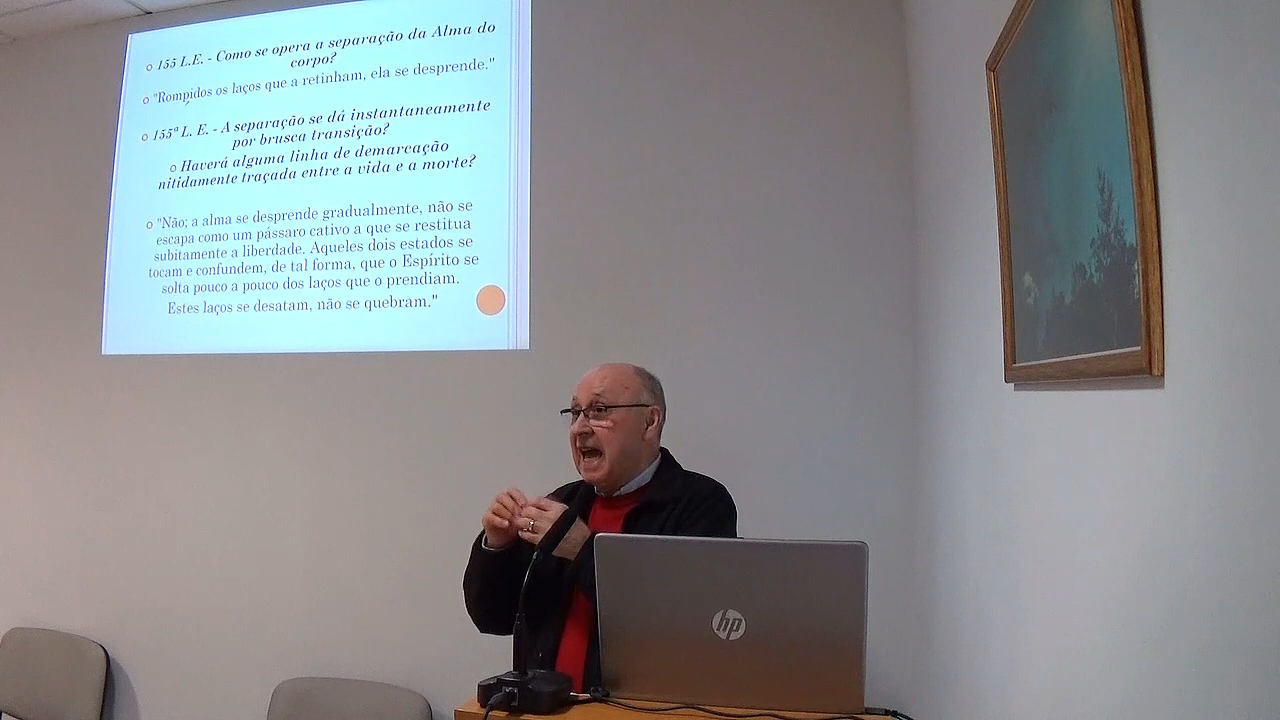 155 L.E. - Como se opera a separação da Alma do
corpo?
"Rompidos os laços que a retinham, ela se desprende."
155ª L. E. - A separação se dá instantaneamente
por brusca transição?
Haverá alguma linha de demarcação
nitidamente traçada entre a vida e a morte?
"Não; a alma se desprende gradualmente, não se
escapa como um pássaro cativo a que se restitua
subitamente a liberdade. Aqueles dois estados se
tocam e confundem, de tal forma, que o Espírito se
solta pouco a pouco dos laços que o prendiam.
Estes laços se desatam, não se quebram."
hp